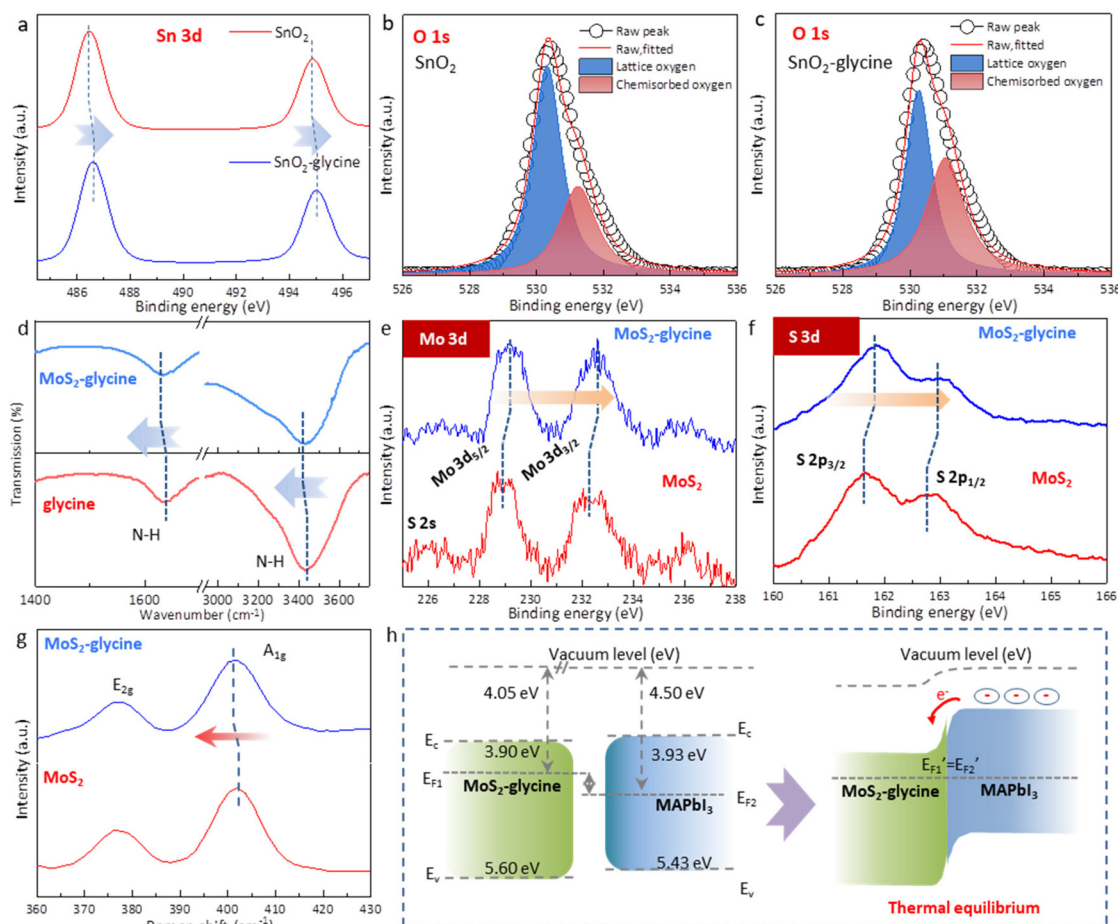 a
Sn 3d
SnO2
SnO2-glycine
Intensity (a.u.)
486 488 490 492 494 496
Binding energy (eV)
b
O 1s
SnO2
Raw peak
Raw,fitted
Lattice oxygen
Chemisorbed oxygen
Intensity (a.u.)
526 528 530 532 534 536
Binding energy (eV)
c
O 1s
SnO2-glycine
Raw peak
Raw,fitted
Lattice oxygen
Chemisorbed oxygen
Intensity (a.u.)
526 528 530 532 534 536
Binding energy (eV)
d
MoS2-glycine
glycine
N-H
N-H
Transmission (%)
1400 1600 3000 3400 3600
Wavenumber (cm-1)
e
Mo 3d
MoS2-glycine
Mo 3d5/2
Mo 3d3/2
MoS2
S 2s
Intensity (a.u.)
226 228 230 232 234 236 238
Binding energy (eV)
f
S 3d
MoS2-glycine
S 2p3/2
S 2p1/2
MoS2
Intensity (a.u.)
160 161 162 163 164 165 166
Binding energy (eV)
g
MoS2-glycine
A1g
E2g
MoS2
Intensity (a.u.)
360 370 380 390 400 410 420 430
h
Vacuum level (eV)
4.05 eV
4.50 eV
Ec
3.90 eV
Ec
3.93 eV
EF1
MoS2-glycine
MAPbI3
EF2
Ev
5.60 eV
5.43 eV
Ev
Vacuum level (eV)
e-
- - -
EF1'=EF2'
MoS2-glycine
MAPbI3
Thermal equilibrium